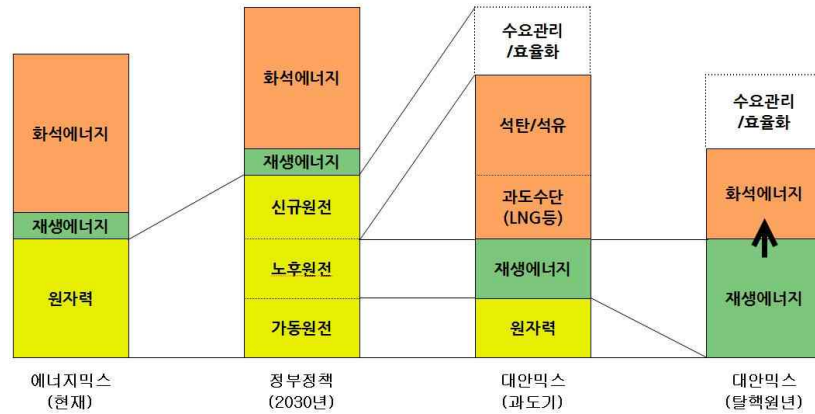 화석에너지
재생에너지
원자력
에너지믹스
(현재)
화석에너지
재생에너지
신규원전
노후원전
가동원전
정부정책
(2030년)
수요관리
/효율화
석탄/석유
과도수단
(LNG등)
재생에너지
원자력
대안믹스
(과도기)
수요관리
/효율화
화석에너지
재생에너지
대안믹스
(탈핵원년)